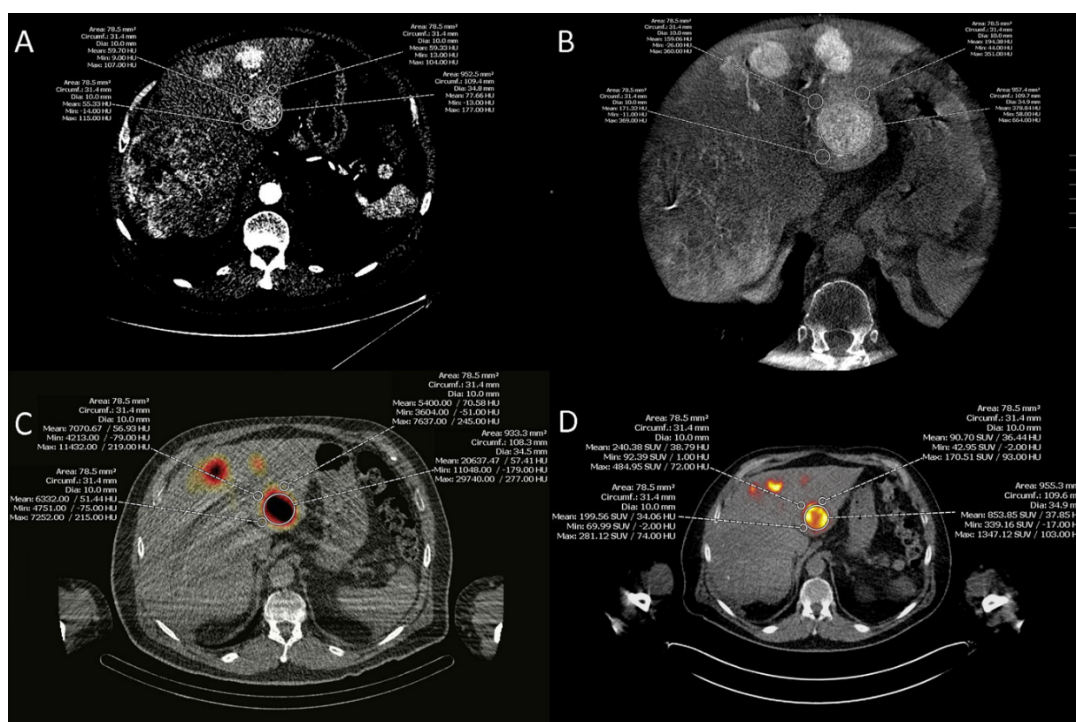 A
Area: 78.5 mm²
Circumf.: 31.4 mm
Dia: 10.0 mm
Mean: 59.70 HU
Min: 9.00 HU
Max: 107.00 HU
Area: 78.5 mm²
Circumf.: 31.4 mm
Dia: 10.0 mm
Mean: 55.33 HU
Min: -14.00 HU
Max: 115.00 HU
Area: 78.5 mm²
Circumf.: 31.4 mm
Dia: 10.0 mm
Mean: 59.33 HU
Min: 13.00 HU
Max: 104.00 HU
Area: 952.5 mm²
Circumf.: 109.4 mm
Dia: 34.8 mm
Mean: 77.66 HU
Min: -13.00 HU
Max: 177.00 HU
B
Area: 78.5 mm²
Circumf.: 31.4 mm
Dia: 10.0 mm
Mean: 159.06 HU
Min: -26.00 HU
Max: 360.00 HU
Area: 78.5 mm²
Circumf.: 31.4 mm
Dia: 10.0 mm
Mean: 171.32 HU
Min: -11.00 HU
Max: 369.00 HU
Area: 78.5 mm²
Circumf.: 31.4 mm
Dia: 10.0 mm
Mean: 194.38 HU
Min: 44.00 HU
Max: 351.00 HU
Area: 957.4 mm²
Circumf.: 109.7 mm
Dia: 34.9 mm
Mean: 378.84 HU
Min: 58.00 HU
Max: 664.00 HU
C
Area: 78.5 mm²
Circumf.: 31.4 mm
Dia: 10.0 mm
Mean: 7070.67 / 56.93 HU
Min: 4213.00 / -79.00 HU
Max: 11432.00 / 219.00 HU
Area: 78.5 mm²
Circumf.: 31.4 mm
Dia: 10.0 mm
Mean: 6332.00 / 51.44 HU
Min: 4751.00 / -75.00 HU
Max: 7252.00 / 215.00 HU
Area: 78.5 mm²
Circumf.: 31.4 mm
Dia: 10.0 mm
Mean: 5400.00 / 70.58 HU
Min: 3604.00 / -51.00 HU
Max: 7637.00 / 245.00 HU
Area: 933.3 mm²
Circumf.: 108.3 mm
Dia: 34.5 mm
Mean: 20637.47 / 57.41 HU
Min: 11048.00 / -179.00 HU
Max: 29740.00 / 277.00 HU
D
Area: 78.5 mm²
Circumf.: 31.4 mm
Dia: 10.0 mm
Mean: 240.38 SUV / 38.79 HU
Min: 92.39 SUV / 1.00 HU
Max: 484.95 SUV / 72.00 HU
Area: 78.5 mm²
Circumf.: 31.4 mm
Dia: 10.0 mm
Mean: 199.56 SUV / 34.06 HU
Min: 69.99 SUV / -2.00 HU
Max: 281.12 SUV / 74.00 HU
Area: 78.5 mm²
Circumf.: 31.4 mm
Dia: 10.0 mm
Mean: 90.70 SUV / 36.44 HU
Min: 42.95 SUV / -2.00 HU
Max: 170.51 SUV / 93.00 HU
Area: 955.3 mm²
Circumf.: 109.6 mm
Dia: 34.9 mm
Mean: 853.85 SUV / 37.85 HU
Min: 339.16 SUV / -17.00 HU
Max: 1347.12 SUV / 103.00 HU